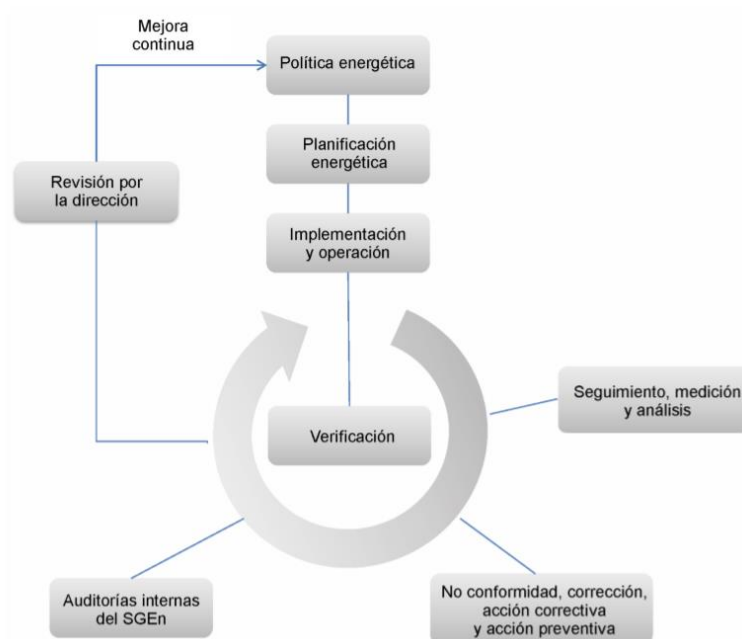 Mejora
continua
Política energética
Planificación
energética
Revisión por
la dirección
Implementación
y operación
Seguimiento, medición
y análisis
Verificación
Auditorías internas
del SGEn
No conformidad, corrección,
acción correctiva
y acción preventiva